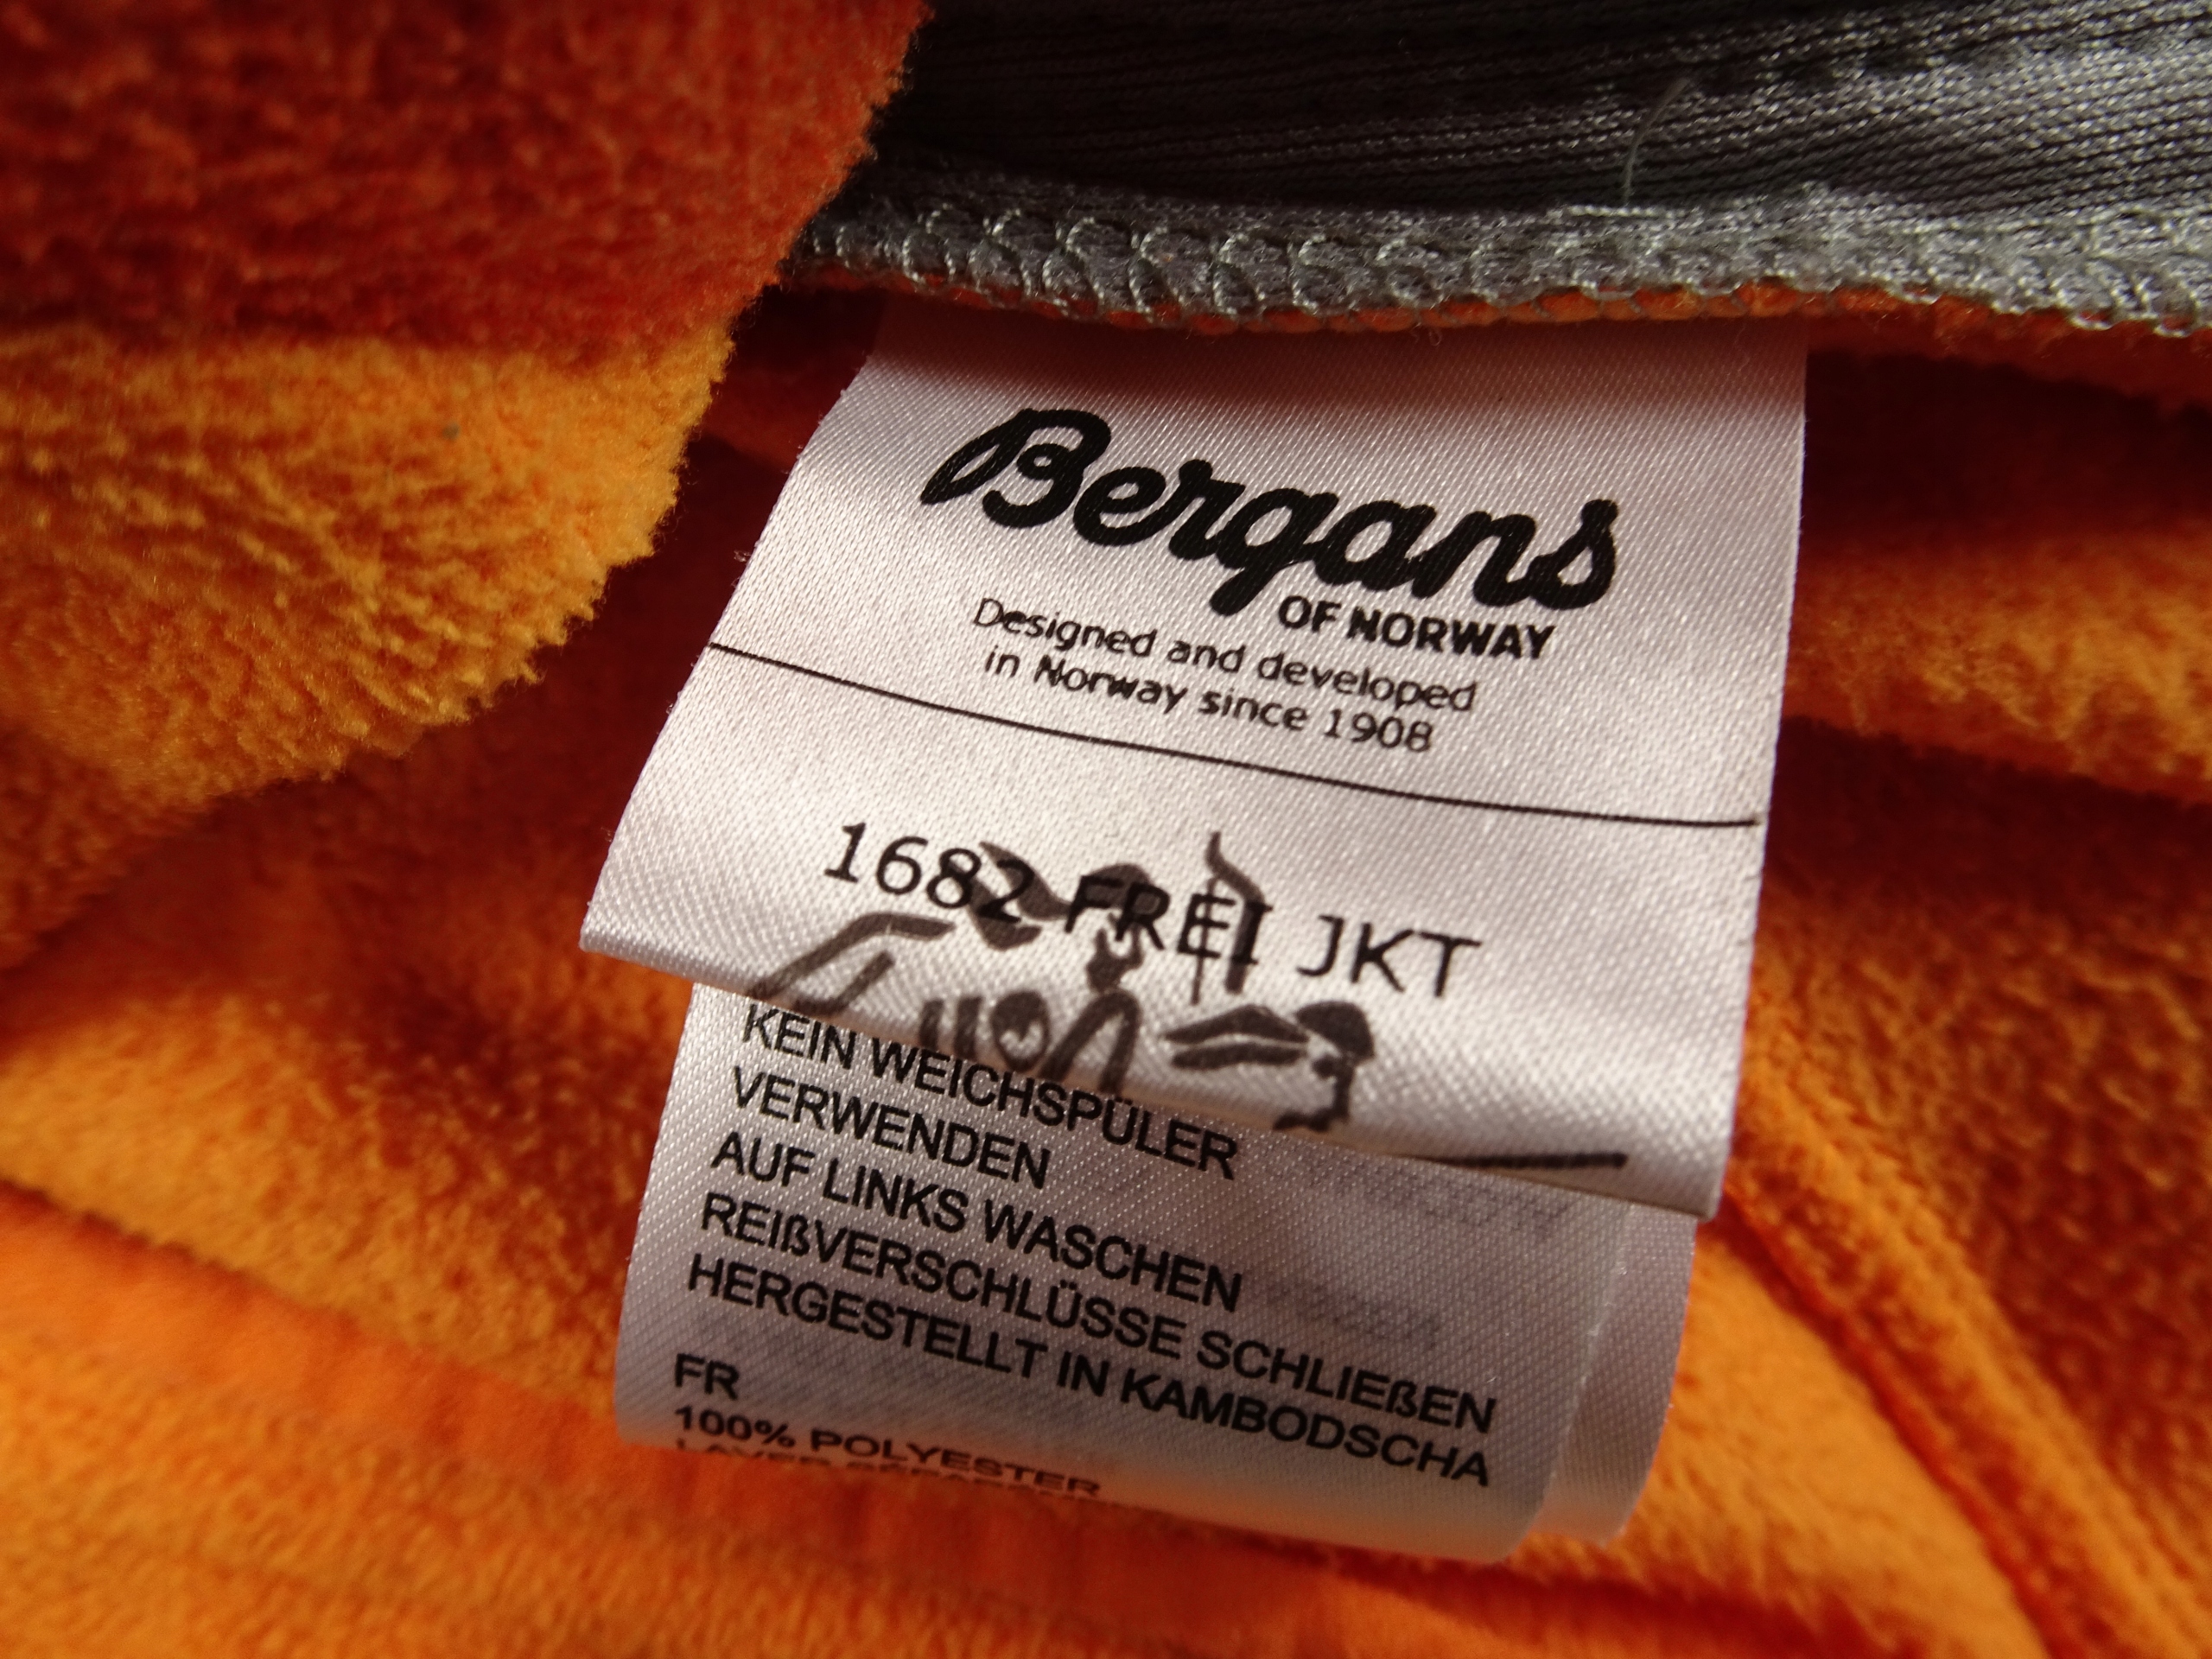 Bergans
OF NORWAY
Designed and developed
in Norway since 1908
1682 FREI JKT
KEIN WEICHSPÜLER
VERWENDEN
AUF LINKS WASCHEN
REIßVERSCHLÜSSE SCHLIEßEN
HERGESTELLT IN KAMBODSCHA
FR
100% POLYESTER